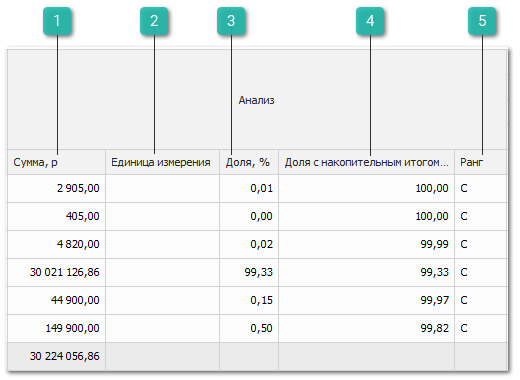 1 2 3 4 5
Анализ
Сумма, р Единица измерения Доля, % Доля с накопительным итогом... Ранг
2 905,00 0,01 100,00 C
405,00 0,00 100,00 C
4 820,00 0,02 99,99 C
30 021 126,86 99,33 99,33 C
44 900,00 0,15 99,97 C
149 900,00 0,50 99,82 C
30 224 056,86